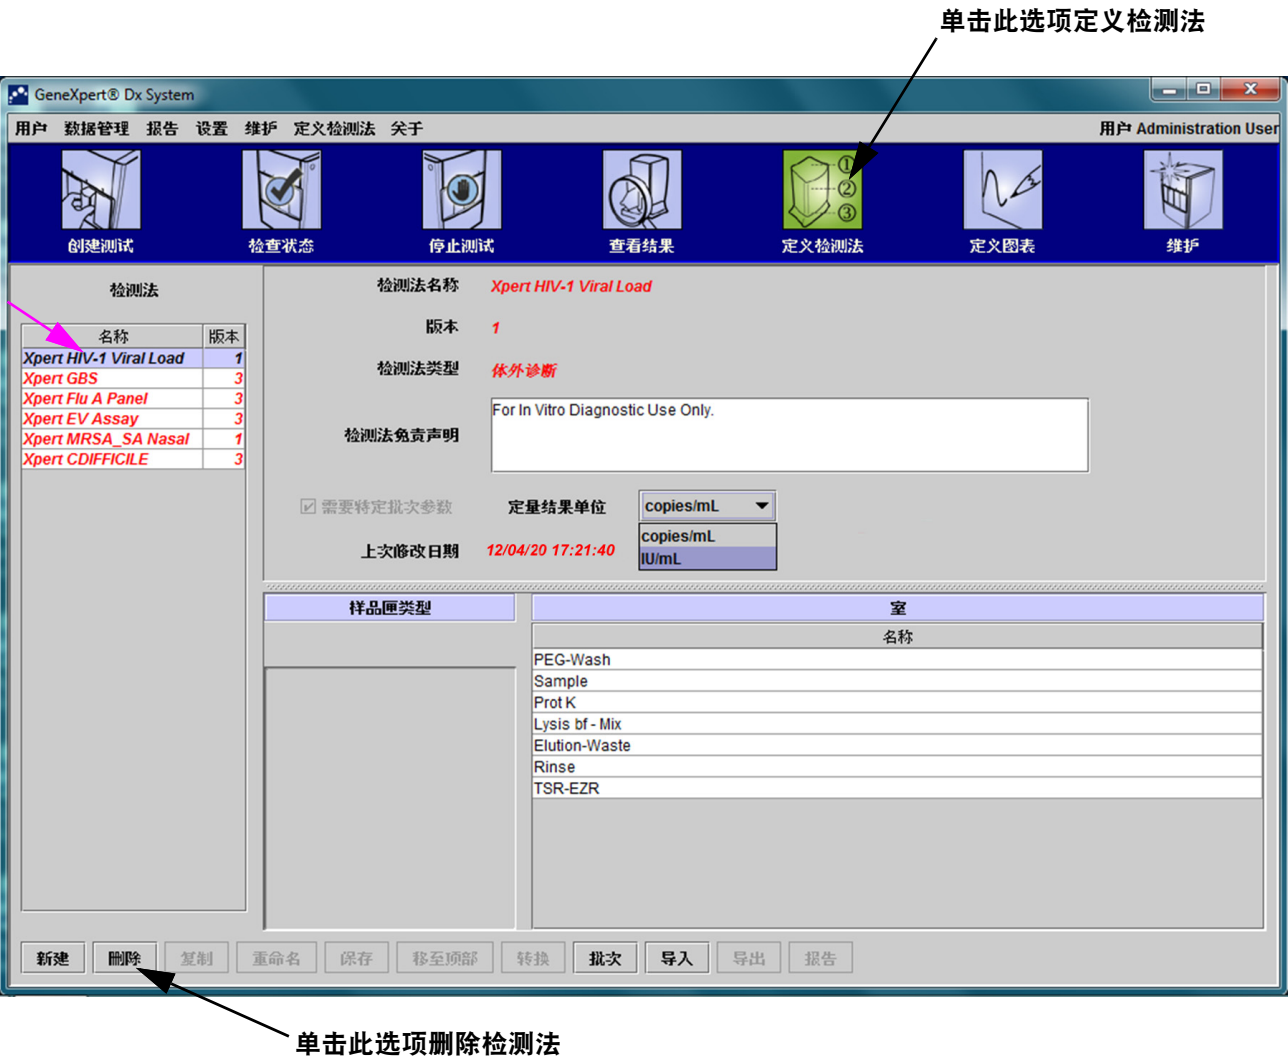 单击此选项定义检测法
GeneXpert® Dx System
用户 数据管理 报告 设置 维护 定义检测法 关于
用户 Administration User
创建测试 检查状态 停止测试 查看结果 定义检测法 定义图表 维护
①
②
③
检测法
名称 版本
Xpert HIV-1 Viral Load 1
Xpert GBS 3
Xpert Flu A Panel 3
Xpert EV Assay 3
Xpert MRSA_SA Nasal 1
Xpert CDIFFICILE 3
检测法名称 Xpert HIV-1 Viral Load
版本 1
检测法类型 体外诊断
检测法免责声明 For In Vitro Diagnostic Use Only.
需要特定批次参数 定量结果单位 copies/mL
copies/mL
IU/mL
上次修改日期 12/04/20 17:21:40
样品匣类型
室
名称
PEG-Wash
Sample
Prot K
Lysis bf - Mix
Elution-Waste
Rinse
TSR-EZR
新建 删除 复制 重命名 保存 移至顶部 转换 批次 导入 导出 报告
单击此选项删除检测法